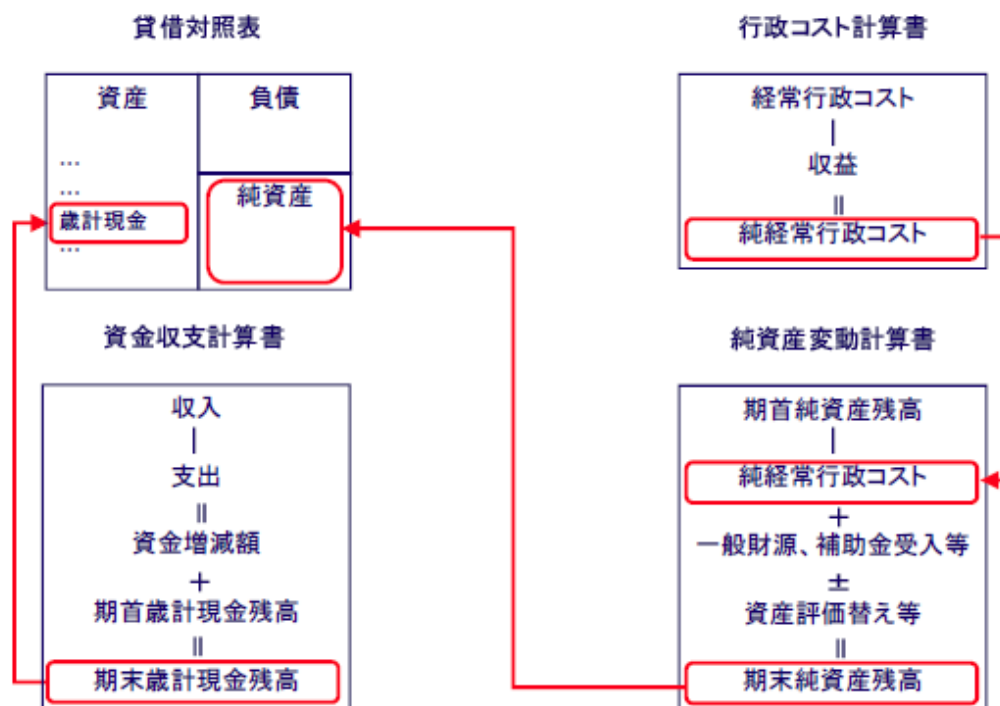 貸借対照表
資産
負債
…
…
歳計現金
…
純資産
行政コスト計算書
経常行政コスト
|
収益
||
純経常行政コスト
資金収支計算書
収入
|
支出
||
資金増減額
+
期首歳計現金残高
||
期末歳計現金残高
純資産変動計算書
期首純資産残高
|
純経常行政コスト
+
一般財源、補助金受入等
±
資産評価替え等
||
期末純資産残高